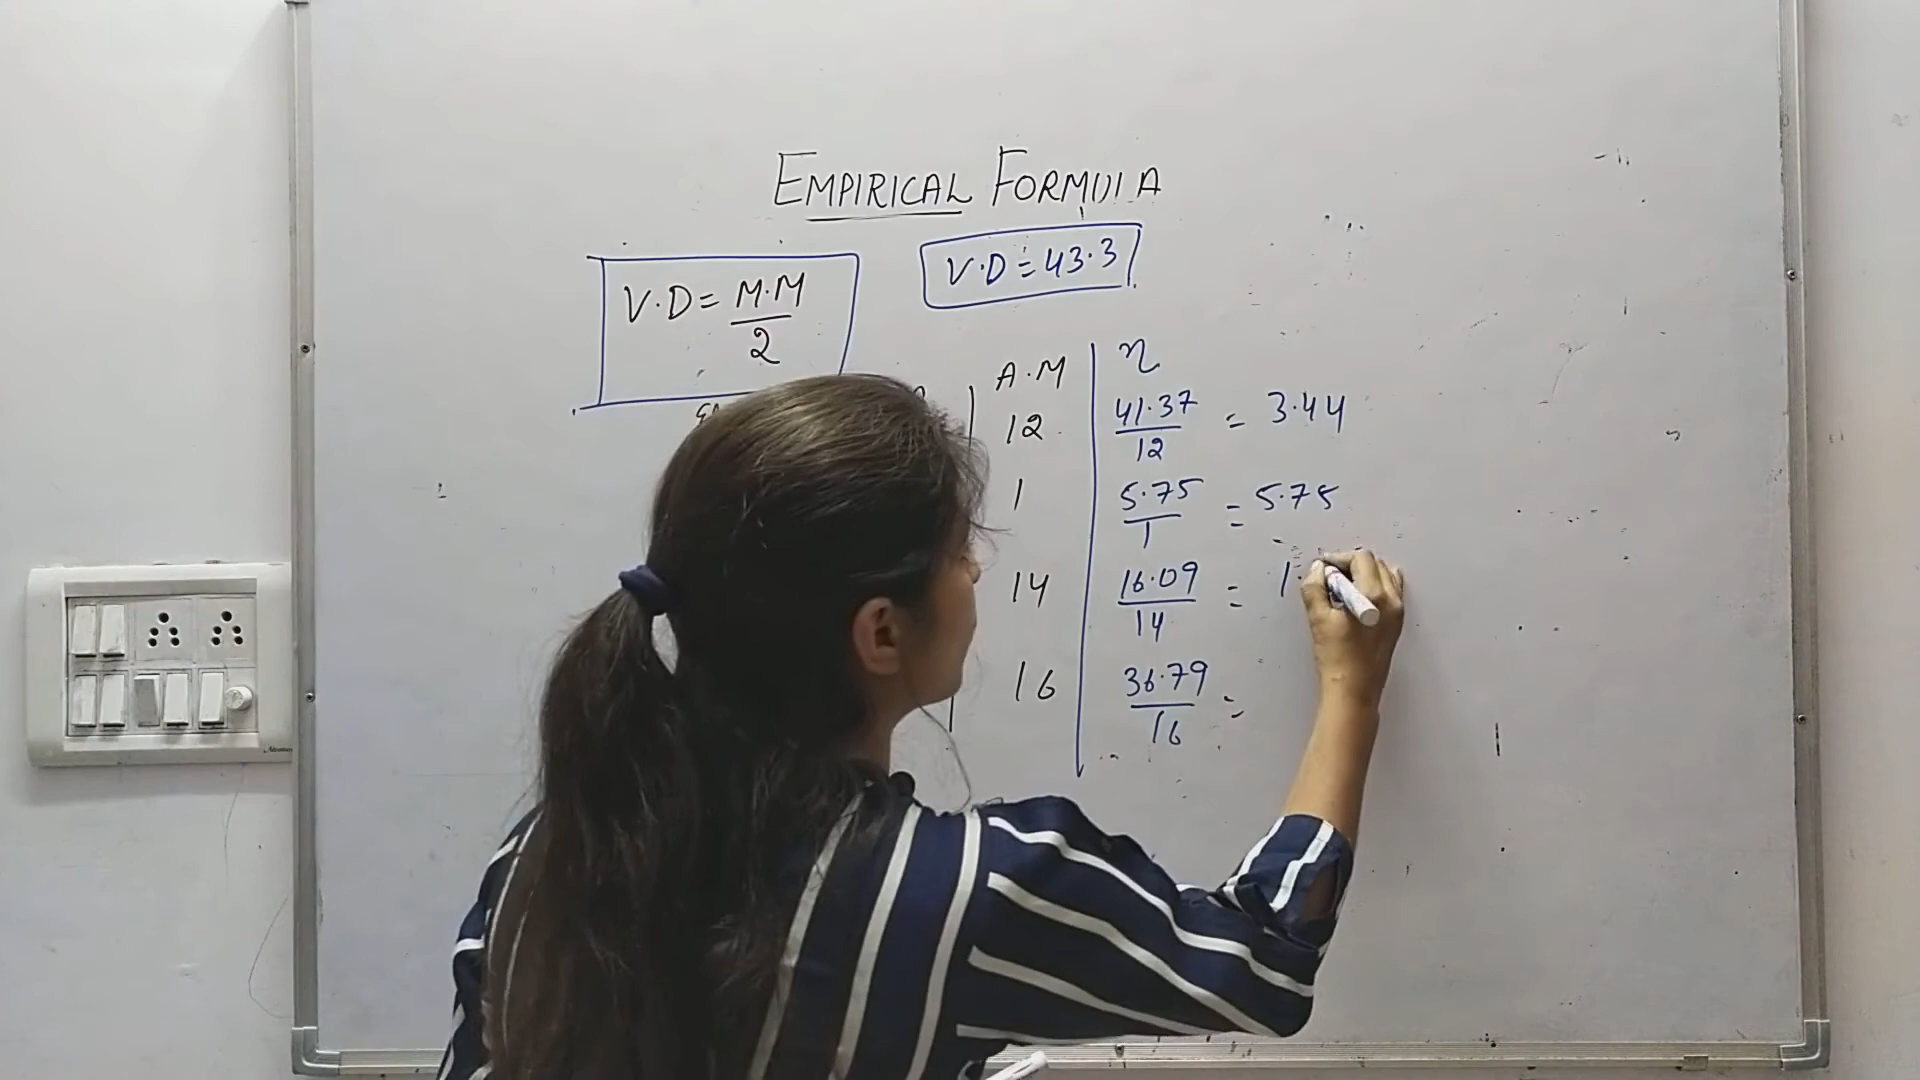 EMPIRICAL FORMULA
V.D = M.M / 2
V.D = 43.3
A.M n
12 41.37 / 12 = 3.44
1 5.75 / 1 = 5.75
14 16.09 / 14 = 1.
16 36.79 / 16 =